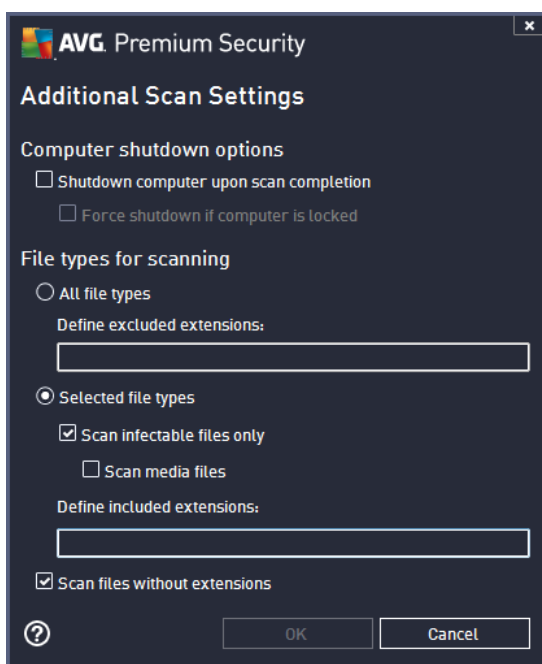 AVG. Premium Security
Additional Scan Settings
Computer shutdown options
Shutdown computer upon scan completion
Force shutdown if computer is locked
File types for scanning
All file types
Define excluded extensions:
Selected file types
Scan infectable files only
Scan media files
Define included extensions:
Scan files without extensions
OK
Cancel